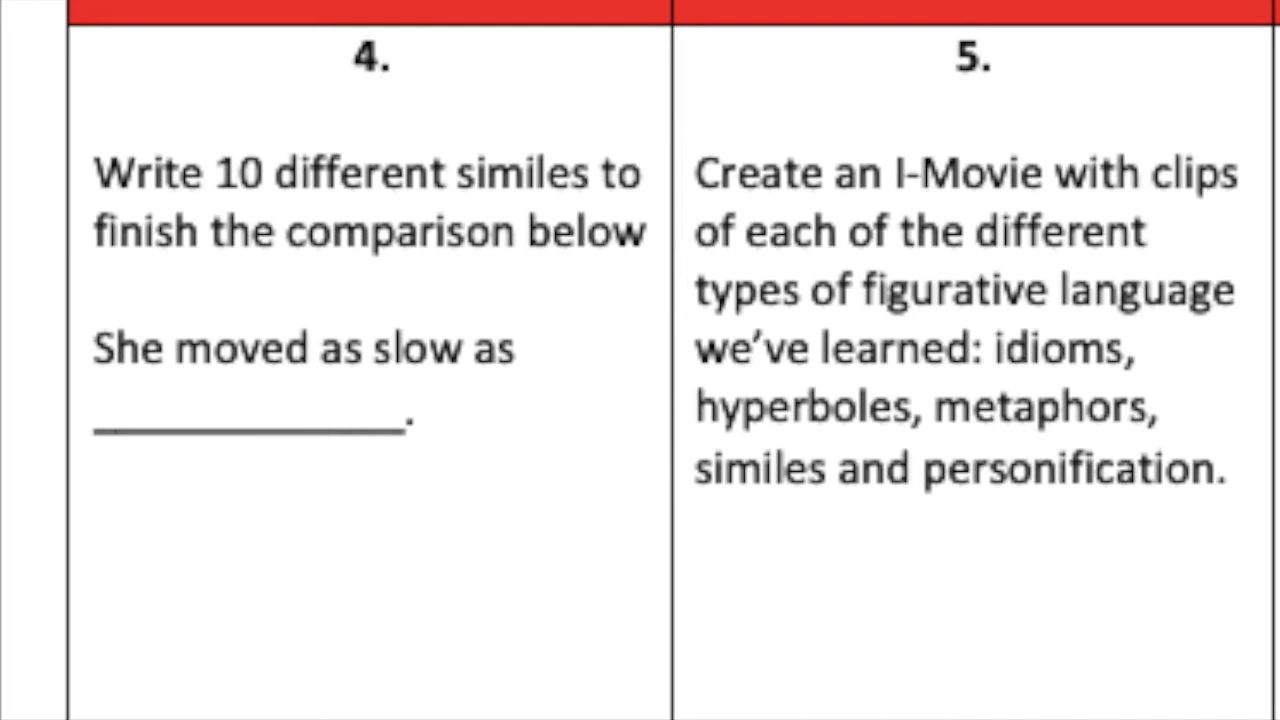 4.
Write 10 different similes to
finish the comparison below
She moved as slow as
_______________.
5.
Create an I-Movie with clips
of each of the different
types of figurative language
we’ve learned: idioms,
hyperboles, metaphors,
similes and personification.